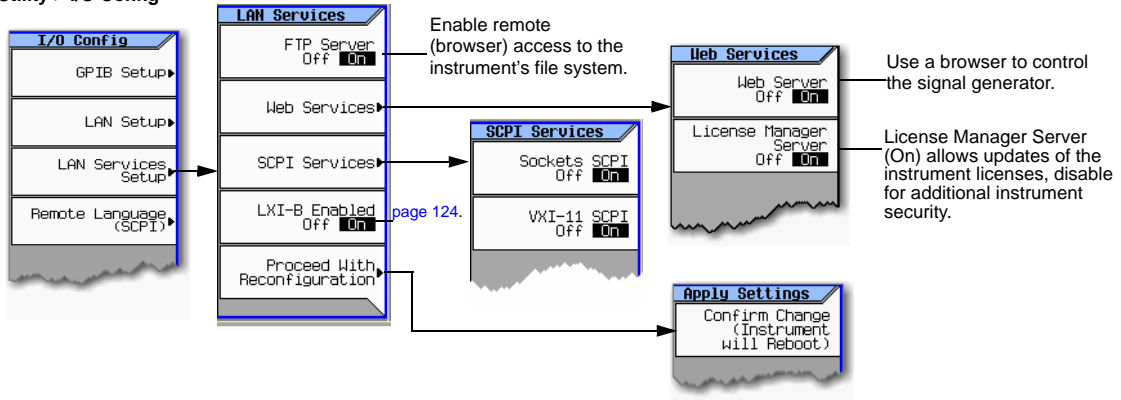 I/O Config
GPIB Setup
LAN Setup
LAN Services
Setup
Remote Language
(SCPI)
LAN Services
FTP Server
Off On
Web Services
SCPI Services
LXI-B Enabled
Off On
Proceed With
Reconfiguration
Enable remote
(browser) access to the
instrument's file system.
page 124.
SCPI Services
Sockets SCPI
Off On
VXI-11 SCPI
Off On
Web Services
Web Server
Off On
License Manager
Server
Off On
Use a browser to control
the signal generator.
License Manager Server
(On) allows updates of the
instrument licenses, disable
for additional instrument
security.
Apply Settings
Confirm Change
(Instrument
will Reboot)